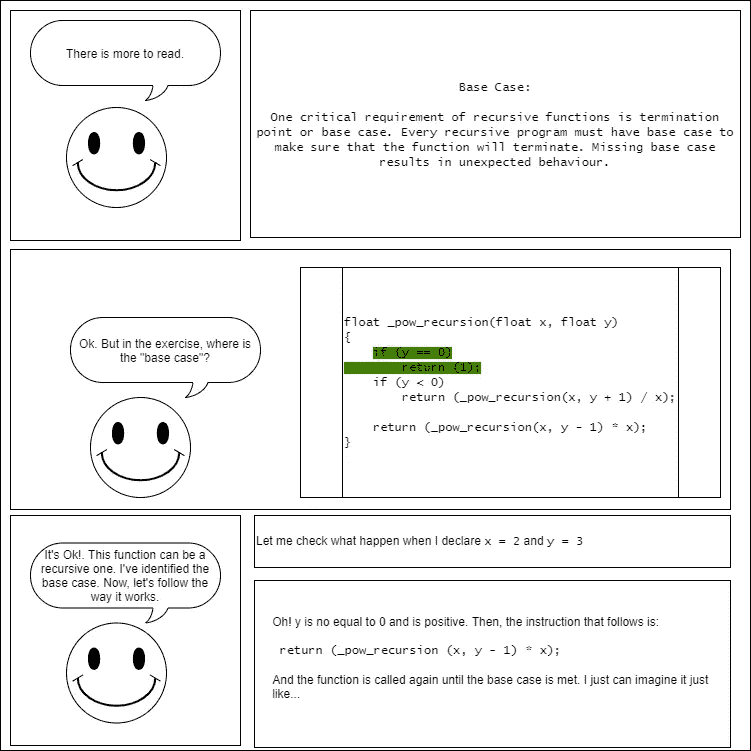 There is more to read.
Base Case:
One critical requirement of recursive functions is termination
point or base case. Every recursive program must have base case to
make sure that the function will terminate. Missing base case
results in unexpected behaviour.
Ok. But in the exercise, where is
the "base case"?
float _pow_recursion(float x, float y)
{
if (y == 0)
return (1);
if (y < 0)
return (_pow_recursion(x, y + 1) / x);
return (_pow_recursion(x, y - 1) * x);
}
It's Ok!. This function can be a
recursive one. I've identified the
base case. Now, let's follow the
way it works.
Let me check what happen when I declare x = 2 and y = 3
Oh! y is no equal to 0 and is positive. Then, the instruction that follows is:
return (_pow_recursion (x, y - 1) * x);
And the function is called again until the base case is met. I just can imagine it just
like...